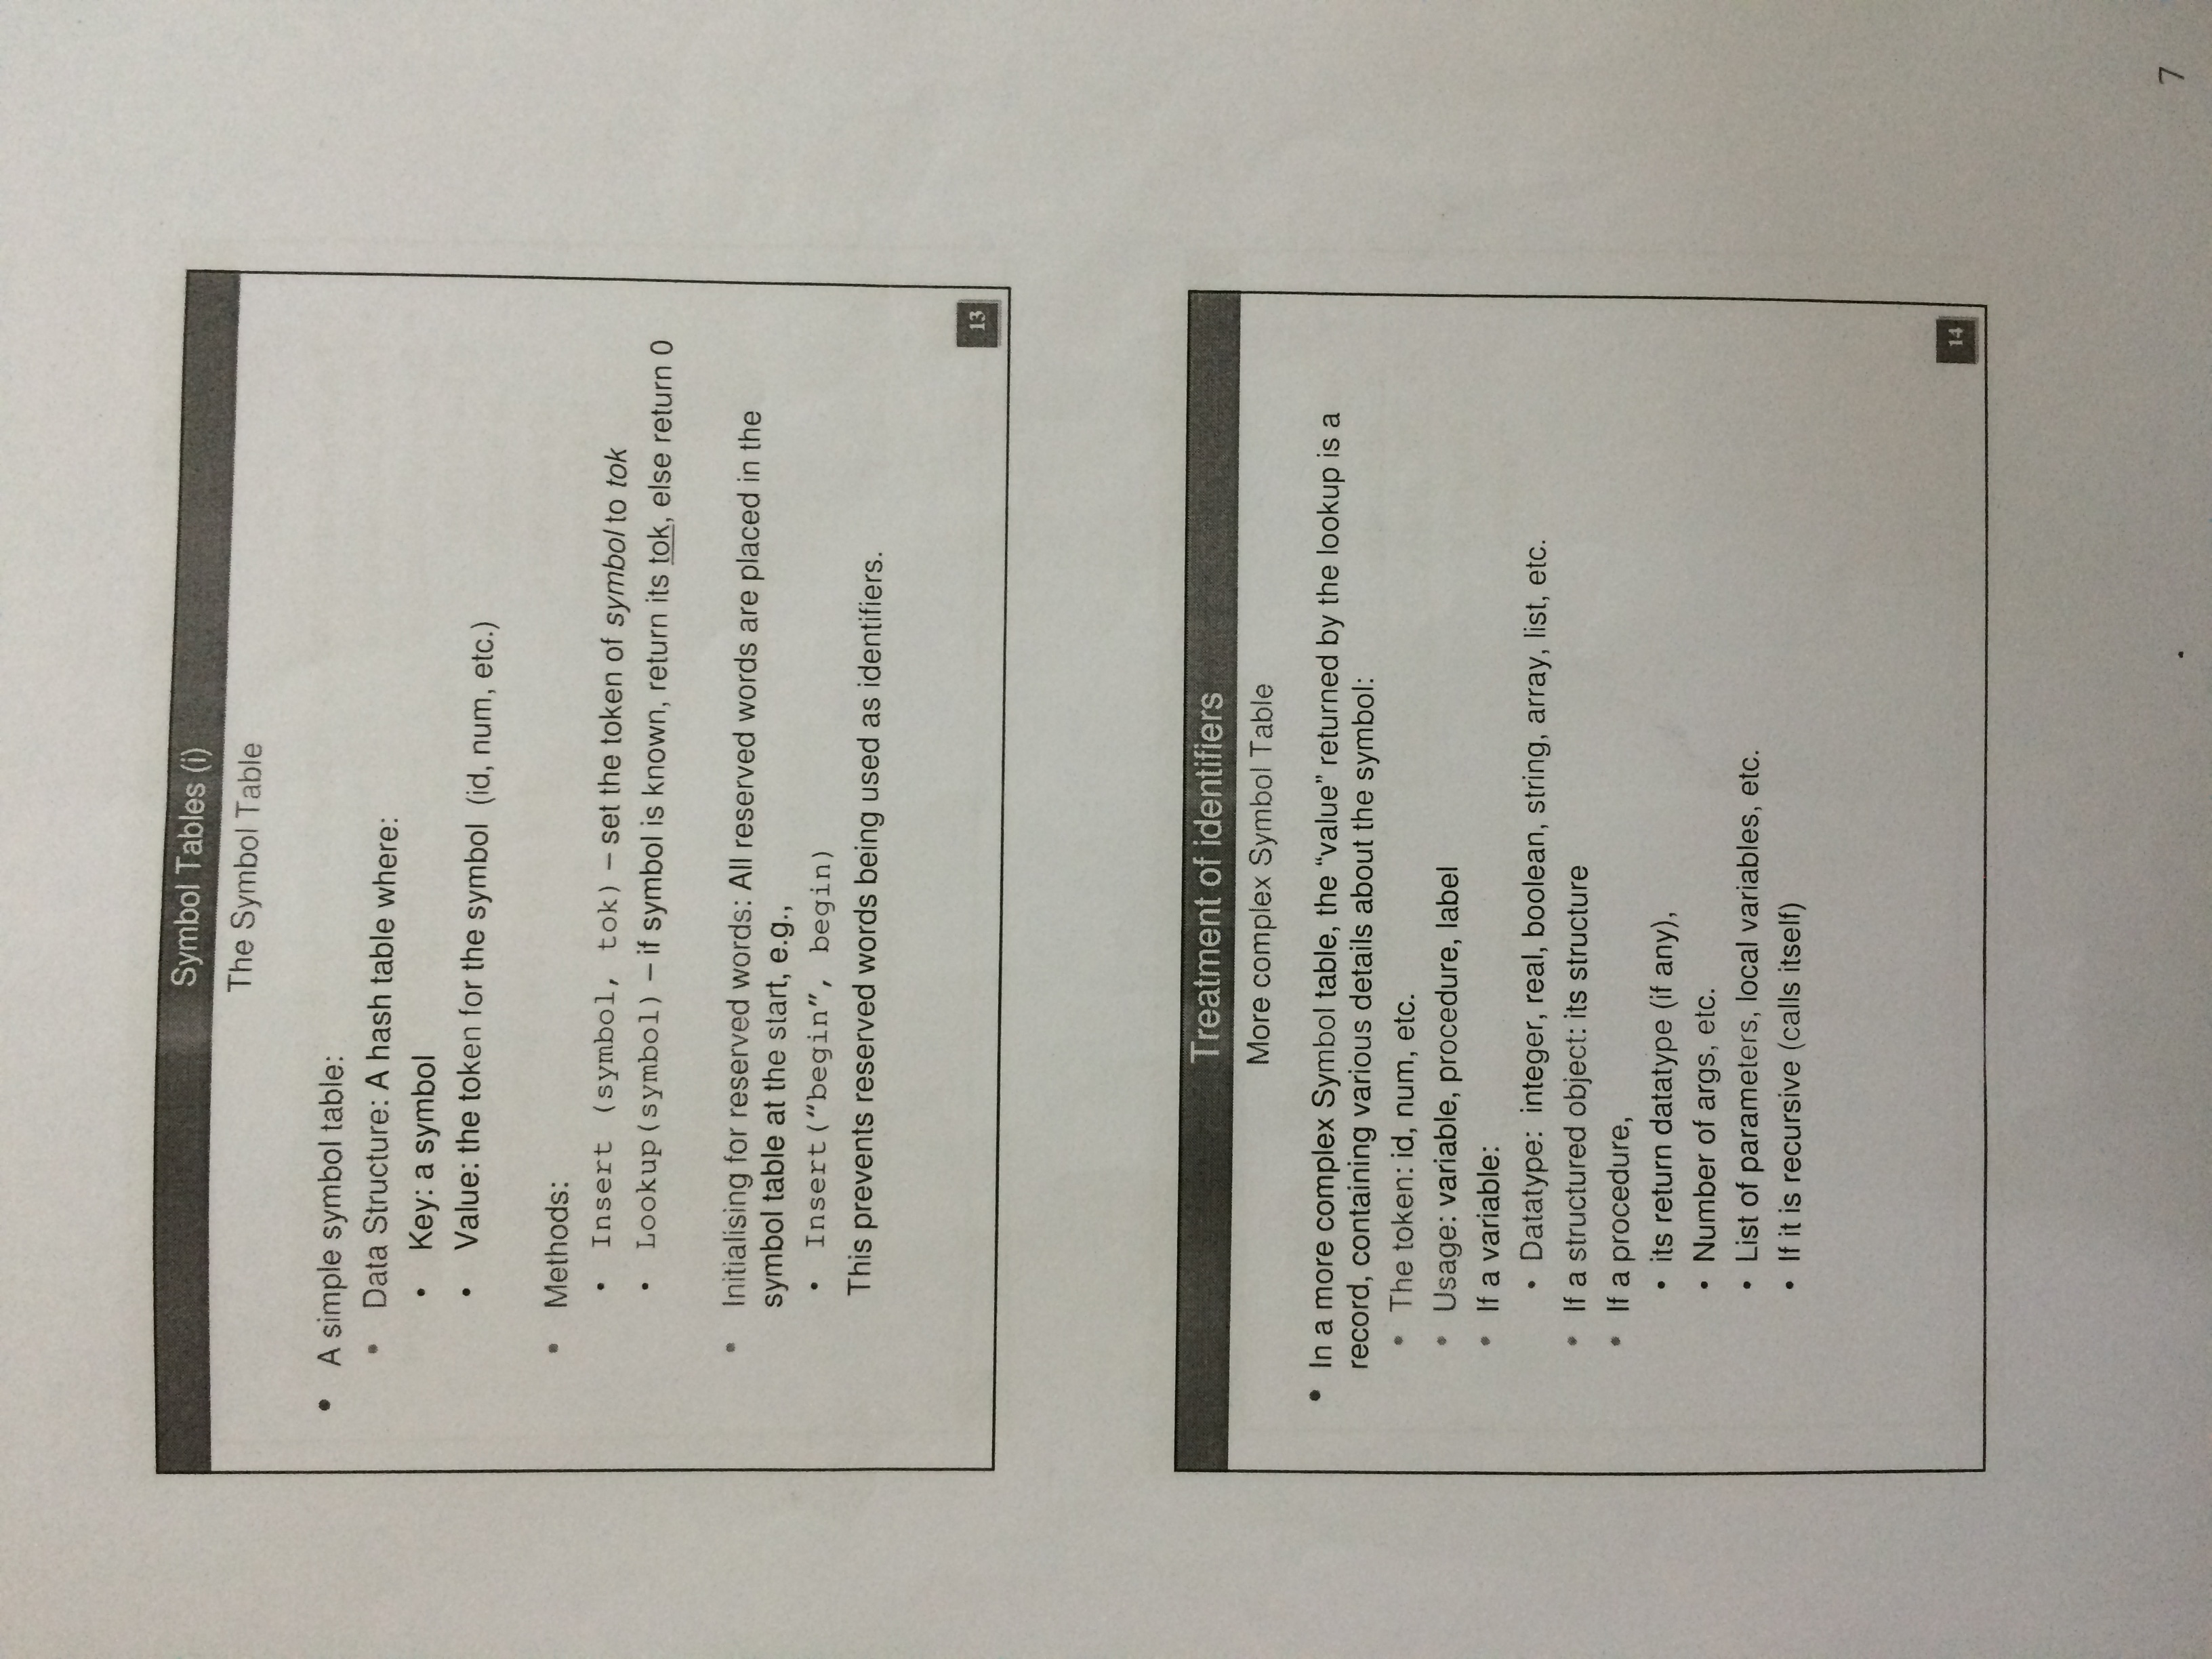 Symbol Tables (i)
The Symbol Table
• A simple symbol table:
• Data Structure: A hash table where:
• Key: a symbol
• Value: the token for the symbol (id, num, etc.)
• Methods:
• Insert (symbol, tok) – set the token of symbol to tok
• Lookup(symbol) – if symbol is known, return its tok, else return 0
• Initialising for reserved words: All reserved words are placed in the
symbol table at the start, e.g.,
• Insert(“begin”, begin)
This prevents reserved words being used as identifiers.
13
Treatment of identifiers
More complex Symbol Table
• In a more complex Symbol table, the “value” returned by the lookup is a
record, containing various details about the symbol:
• The token: id, num, etc.
• Usage: variable, procedure, label
• If a variable:
• Datatype: integer, real, boolean, string, array, list, etc.
• If a structured object: its structure
• If a procedure,
• its return datatype (if any),
• Number of args, etc.
• List of parameters, local variables, etc.
• If it is recursive (calls itself)
14
7